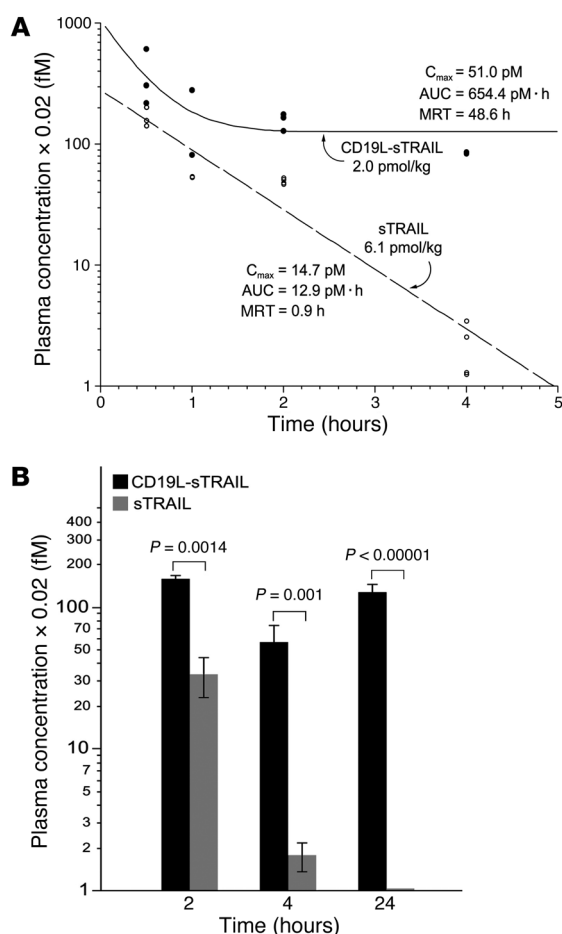 A
Plasma concentration × 0.02 (fM)
1000
100
10
1
Cmax = 51.0 pM
AUC = 654.4 pM·h
MRT = 48.6 h
CD19L-sTRAIL
2.0 pmol/kg
sTRAIL
6.1 pmol/kg
Cmax = 14.7 pM
AUC = 12.9 pM·h
MRT = 0.9 h
0 1 2 3 4 5
Time (hours)
B
CD19L-sTRAIL
sTRAIL
Plasma concentration × 0.02 (fM)
400
300
200
100
70
50
30
20
10
7
5
3
2
1
P = 0.0014
P = 0.001
P < 0.00001
2 4 24
Time (hours)